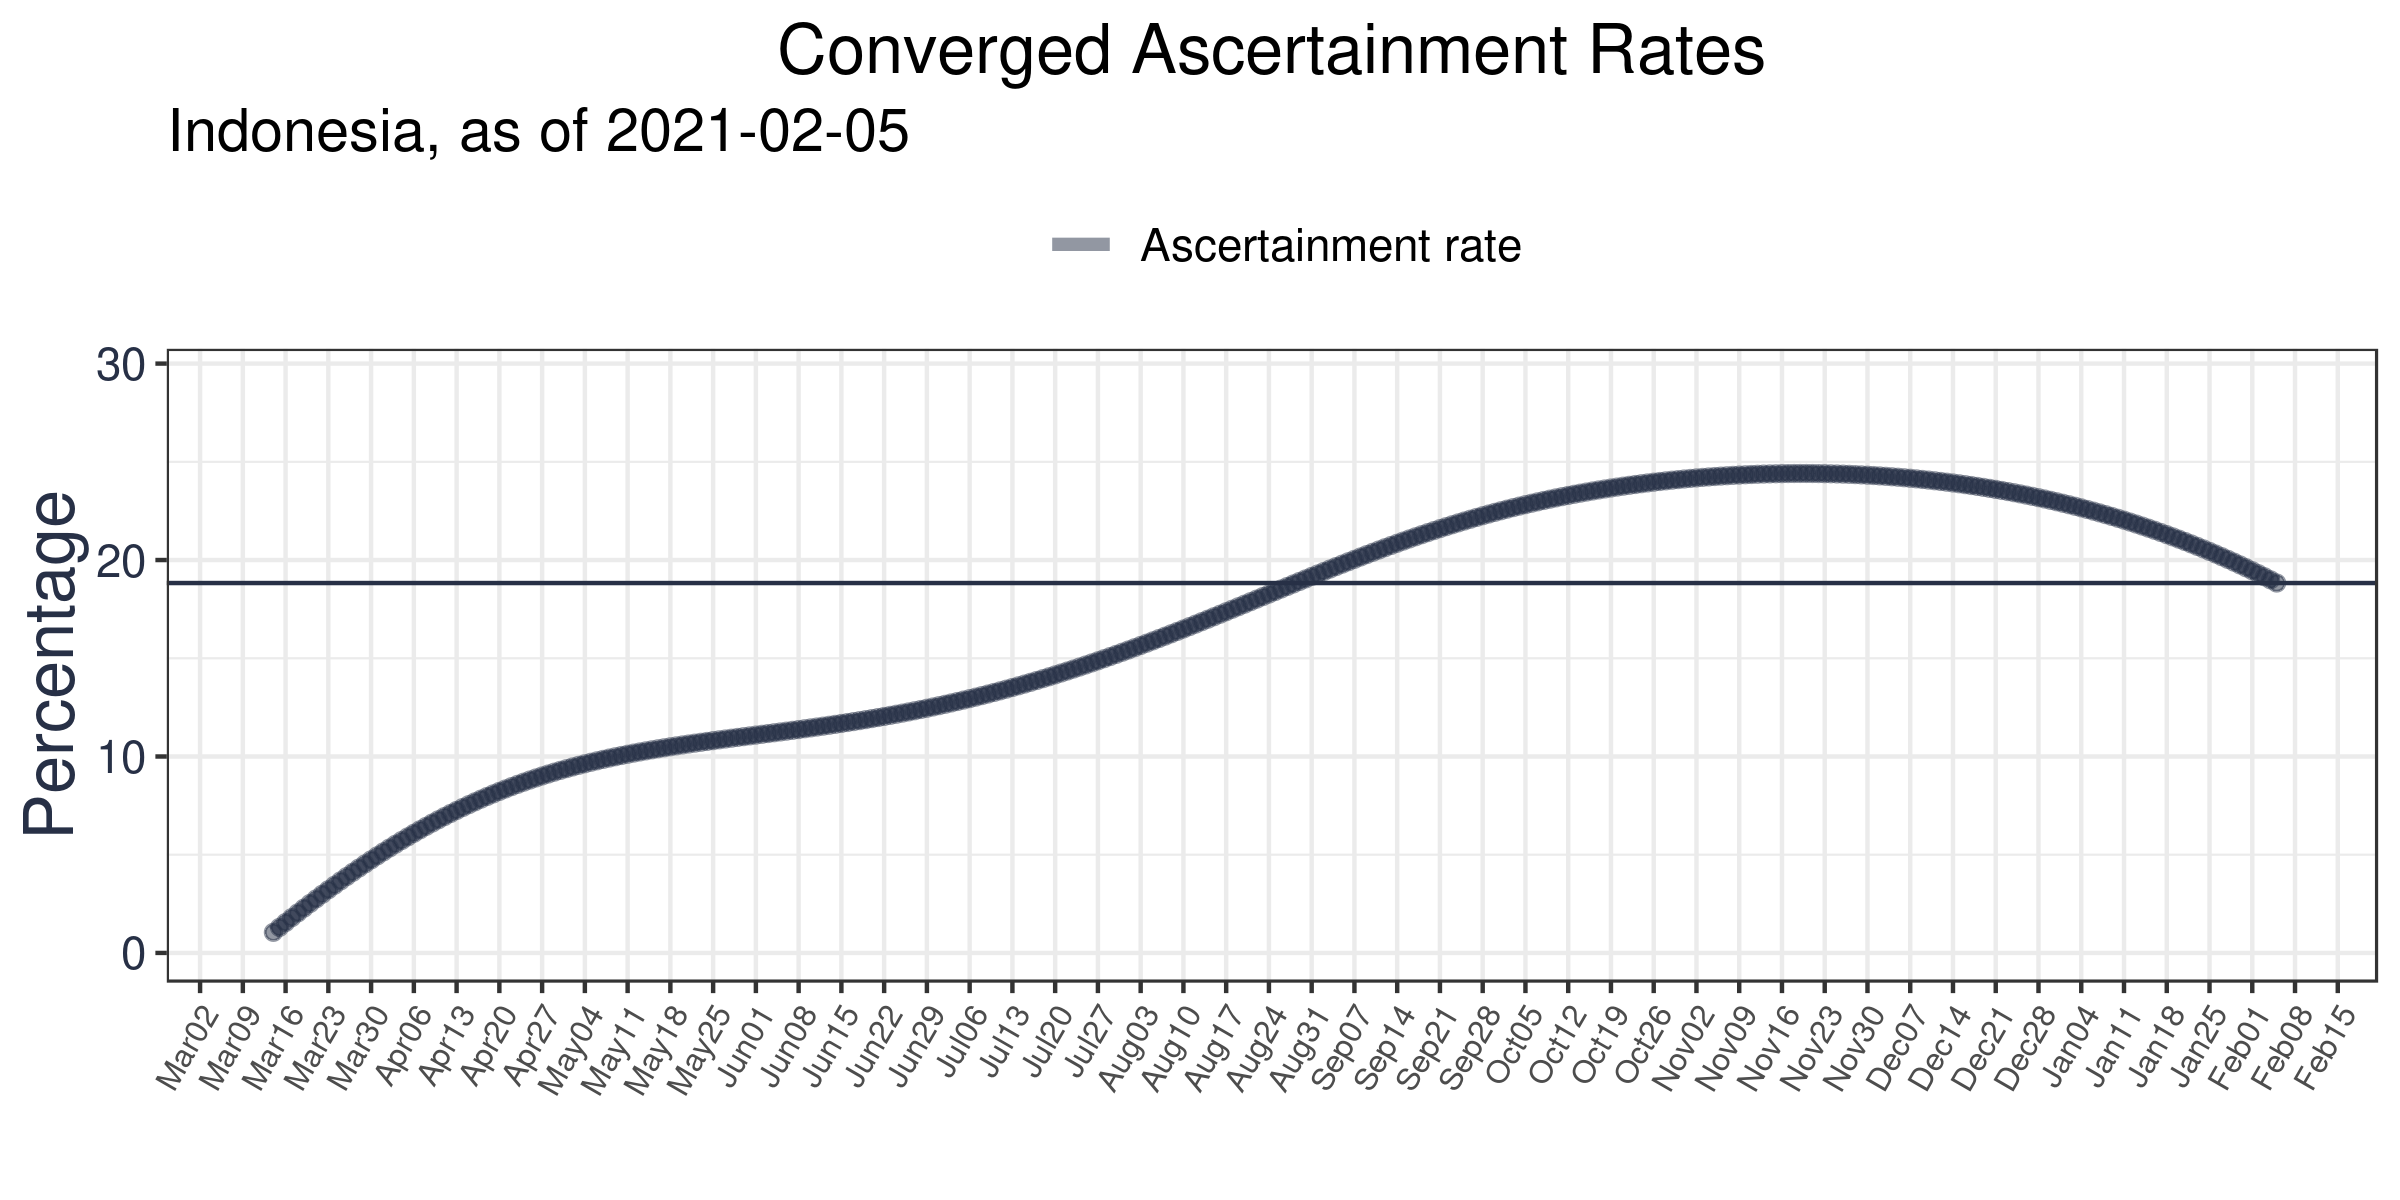 Converged Ascertainment Rates
Indonesia, as of 2021-02-05
Ascertainment rate
Percentage
30
20
10
0
Mar02 Mar09 Mar16 Mar23 Mar30 Apr06 Apr13 Apr20 Apr27 May04 May11 May18 May25 Jun01 Jun08 Jun15 Jun22 Jun29 Jul06 Jul13 Jul20 Jul27 Aug03 Aug10 Aug17 Aug24 Aug31 Sep07 Sep14 Sep21 Sep28 Oct05 Oct12 Oct19 Oct26 Nov02 Nov09 Nov16 Nov23 Nov30 Dec07 Dec14 Dec21 Dec28 Jan04 Jan11 Jan18 Jan25 Feb01 Feb08 Feb15